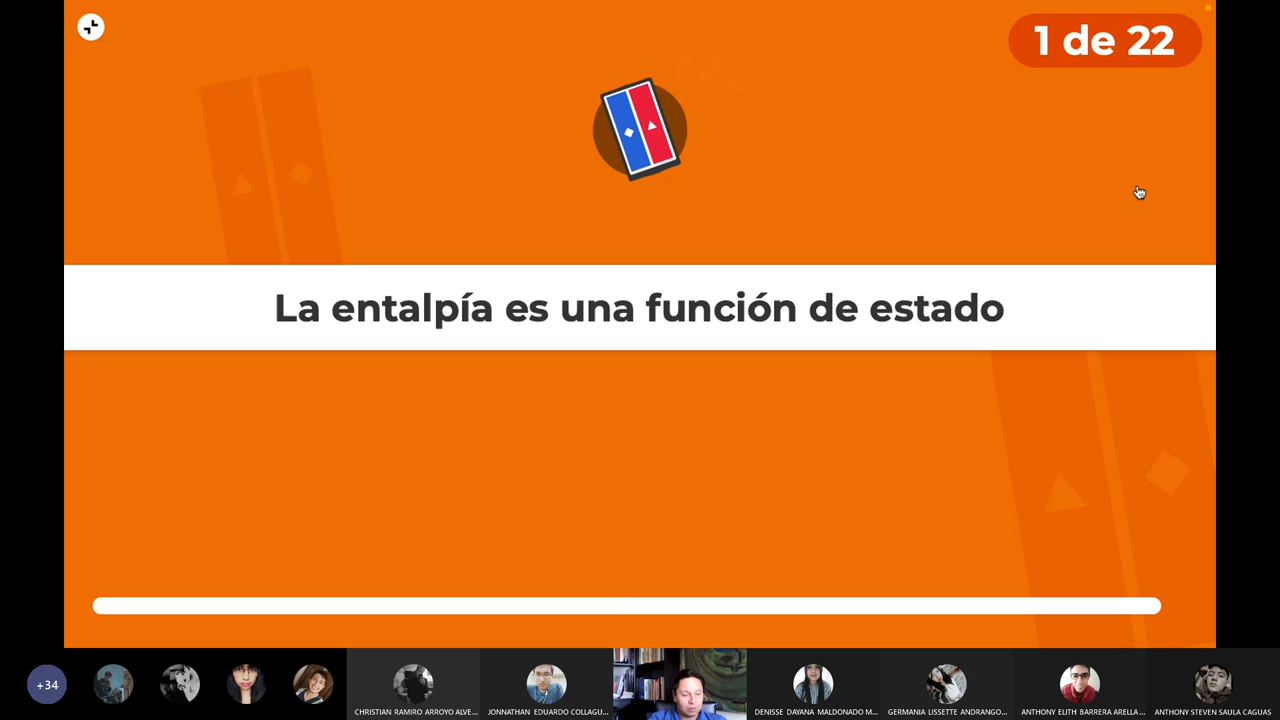 1 de 22
La entalpía es una función de estado
+34
CHRISTIAN RAMIRO ARROYO ALVE...
JONNATHAN EDUARDO COLLAGU...
DENISSE DAYANA MALDONADO M...
GERMANIA LISSETTE ANDRANGO...
ANTHONY ELITH BARRERA ARELLA...
ANTHONY STEVEN SAULA CAGUAS